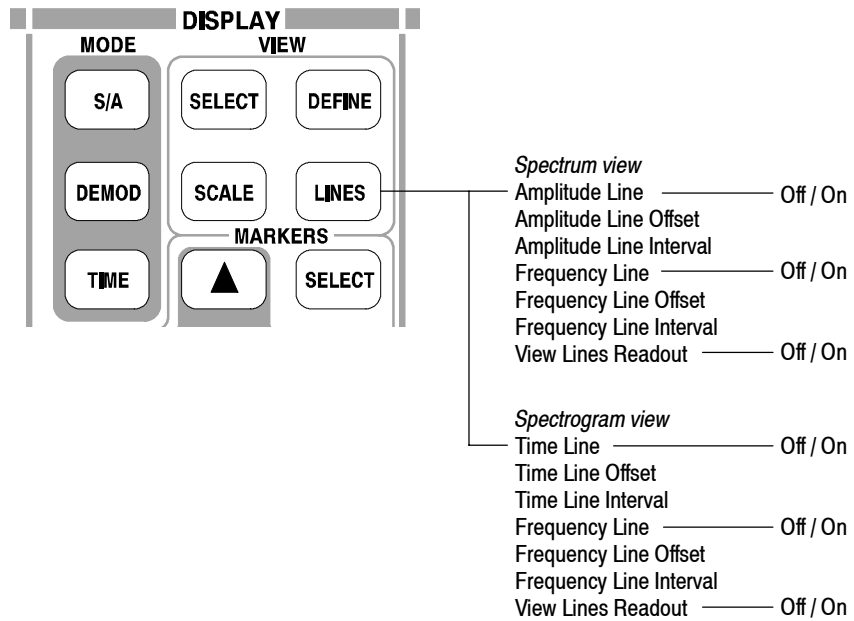 DISPLAY
MODE VIEW
S/A SELECT DEFINE
DEMOD SCALE LINES
MARKERS
TIME SELECT
Spectrum view
Amplitude Line Off / On
Amplitude Line Offset
Amplitude Line Interval
Frequency Line Off / On
Frequency Line Offset
Frequency Line Interval
View Lines Readout Off / On
Spectrogram view
Time Line Off / On
Time Line Offset
Time Line Interval
Frequency Line Off / On
Frequency Line Offset
Frequency Line Interval
View Lines Readout Off / On